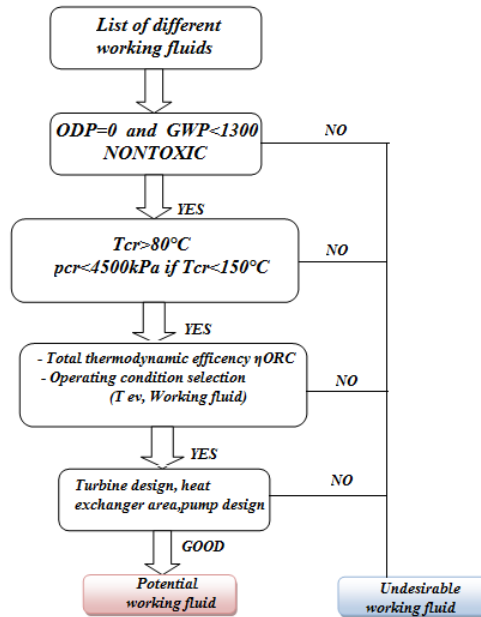 List of different
working fluids
ODP=0 and GWP<1300
NONTOXIC
NO
YES
Tcr>80°C
pcr<4500kPa if Tcr<150°C
NO
YES
- Total thermodynamic efficency ηORC
- Operating condition selection
(T ev, Working fluid)
NO
YES
Turbine design, heat
exchanger area,pump design
NO
GOOD
Potential
working fluid
Undesirable
working fluid